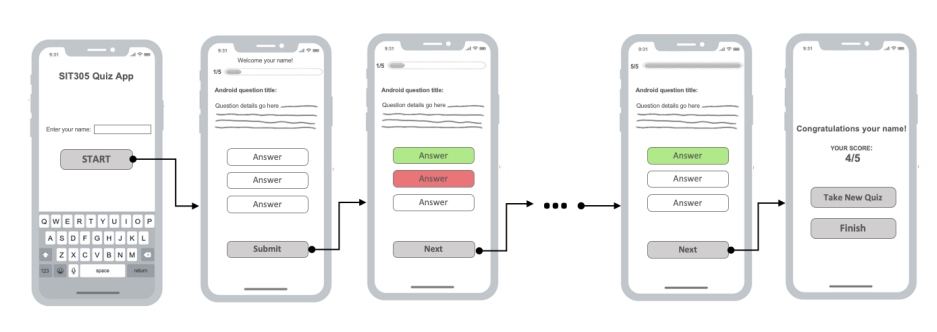 9:31
SIT305 Quiz App
Enter your name:
START
Q W E R T Y U I O P
A S D F G H J K L
Z X C V B N M
123 space return
9:31
Welcome your name!
1/5
Android question title:
Question details go here
Answer
Answer
Answer
Submit
9:31
1/5
Android question title:
Question details go here
Answer
Answer
Answer
Next
9:31
5/5
Android question title:
Question details go here
Answer
Answer
Answer
Next
9:31
Congratulations your name!
YOUR SCORE:
4/5
Take New Quiz
Finish